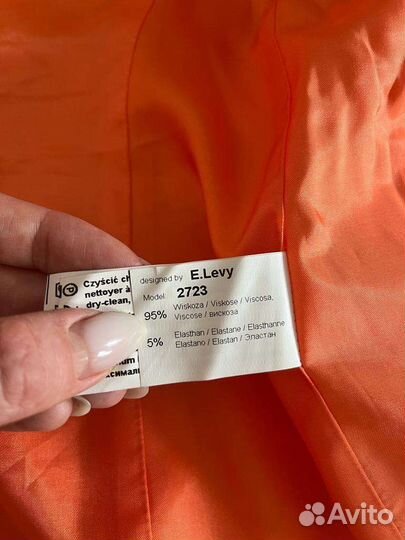 Czyścić ch
nettoyer à
dry-clean,
designed by E.Levy
Model 2723
95% Wiskoza / Viskose / Viscosa,
Viscose / вискоза
5% Elasthan / Elastane / Elasthanne
Elastano / Elastan / Эластан
Avito